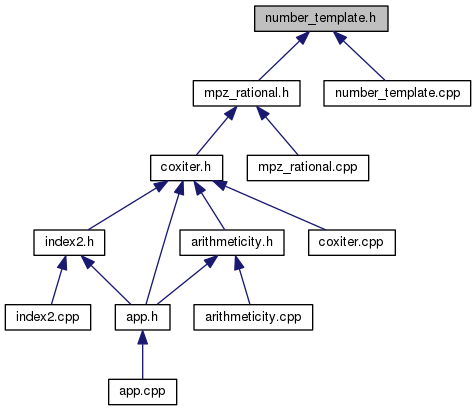 number_template.h
mpz_rational.h
number_template.cpp
coxiter.h
mpz_rational.cpp
index2.h
arithmeticity.h
coxiter.cpp
index2.cpp
app.h
arithmeticity.cpp
app.cpp